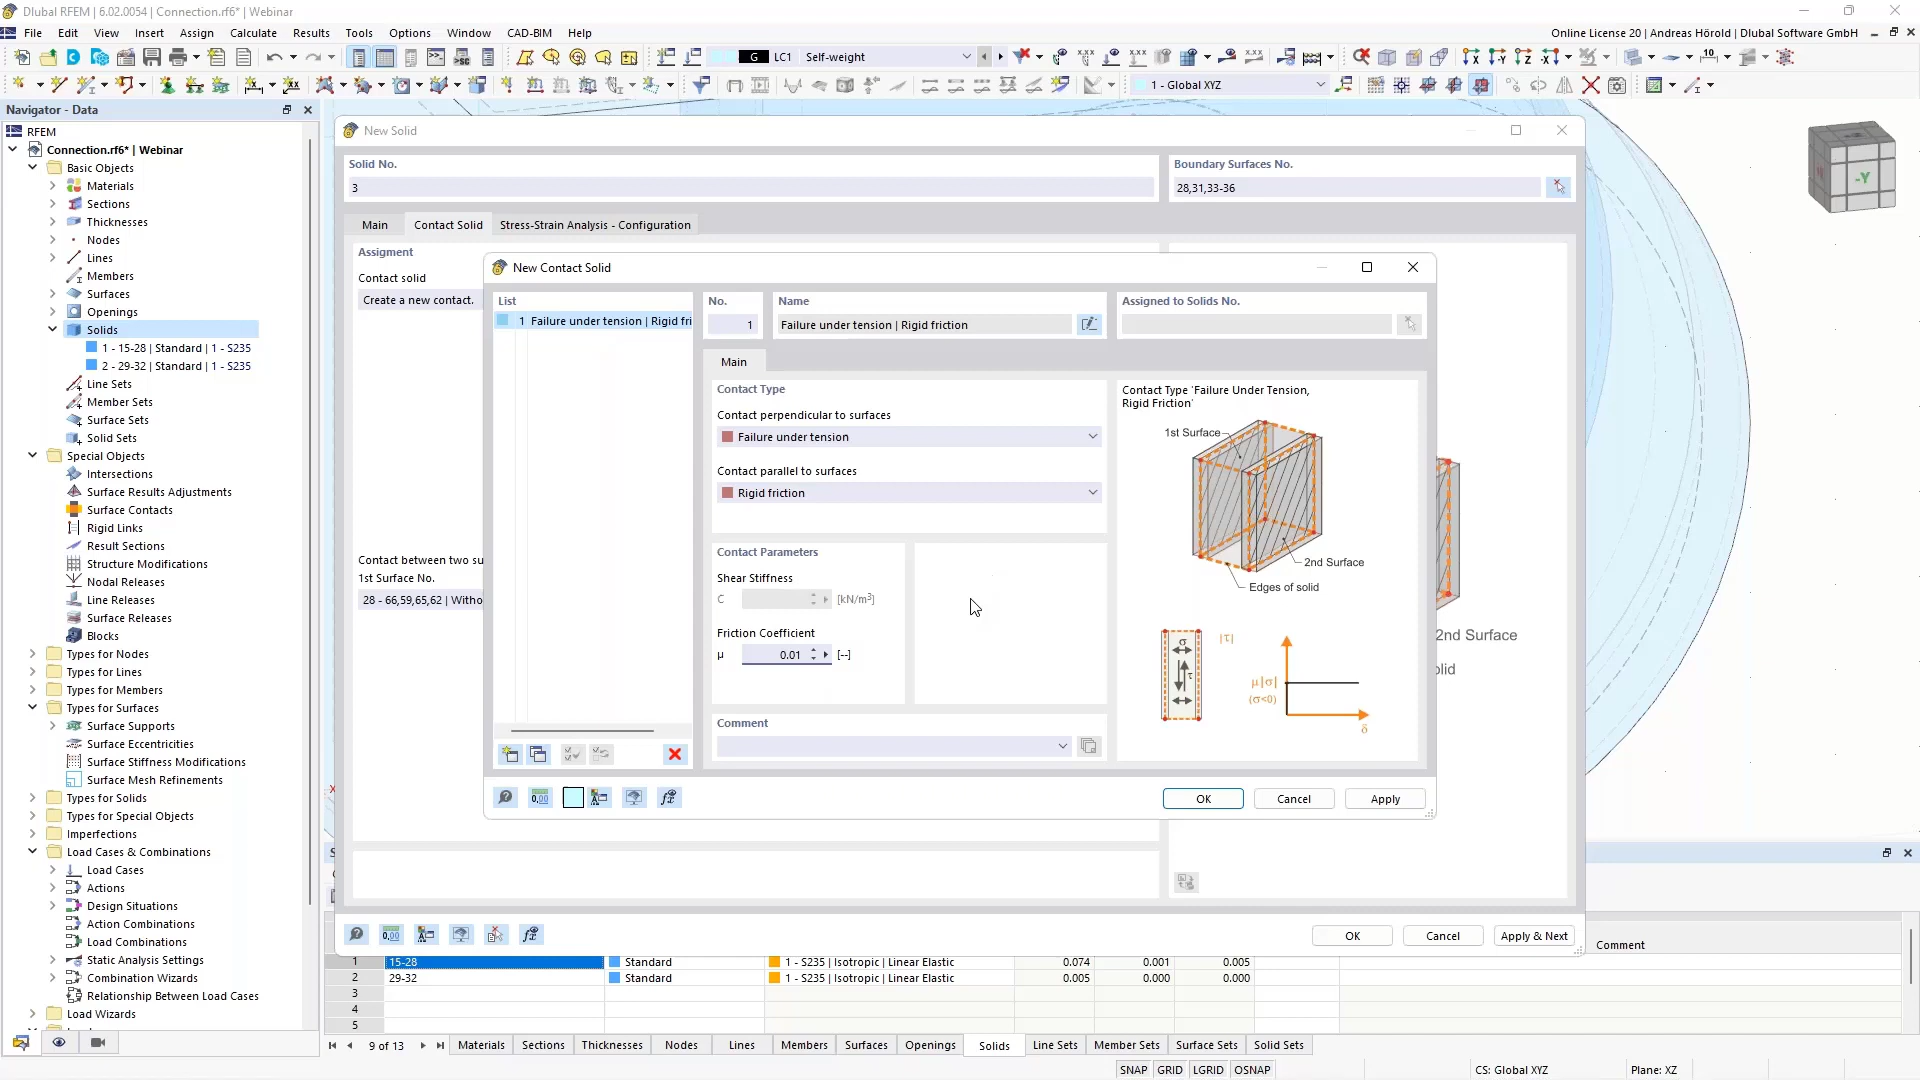 Dlubal RFEM | 6.02.0054 | Connection.rf6* | Webinar
File Edit View Insert Assign Calculate Results Tools Options Window CAD-BIM Help
Online License 20 | Andreas Hörold | Dlubal Software GmbH
G LC1 Self-weight
1 - Global XYZ
Navigator - Data
RFEM
Connection.rf6* | Webinar
Basic Objects
Materials
Sections
Thicknesses
Nodes
Lines
Members
Surfaces
Openings
Solids
1 - 15-28 | Standard | 1 - S235
2 - 29-32 | Standard | 1 - S235
Line Sets
Member Sets
Surface Sets
Solid Sets
Special Objects
Intersections
Surface Results Adjustments
Surface Contacts
Rigid Links
Result Sections
Structure Modifications
Nodal Releases
Line Releases
Surface Releases
Blocks
Types for Nodes
Types for Lines
Types for Members
Types for Surfaces
Surface Supports
Surface Eccentricities
Surface Stiffness Modifications
Surface Mesh Refinements
Types for Solids
Types for Special Objects
Imperfections
Load Cases & Combinations
Load Cases
Actions
Design Situations
Action Combinations
Load Combinations
Static Analysis Settings
Combination Wizards
Relationship Between Load Cases
Load Wizards
New Solid
Solid No.
3
Boundary Surfaces No.
28,31,33-36
Main Contact Solid Stress-Strain Analysis - Configuration
Assigment
Contact solid
Create a new contact.
Contact between two su
1st Surface No.
28 - 66,59,65,62 | Witho
New Contact Solid
List
1 Failure under tension | Rigid fri
No.
1
Name
Failure under tension | Rigid friction
Assigned to Solids No.
Main
Contact Type
Contact perpendicular to surfaces
Failure under tension
Contact parallel to surfaces
Rigid friction
Contact Parameters
Shear Stiffness
C [kN/m³]
Friction Coefficient
μ 0.01 [--]
Comment
Contact Type 'Failure Under Tension,
Rigid Friction'
1st Surface
2nd Surface
Edges of solid
σ
τ
|τ|
μ|σ|
(σ<0)
δ
OK Cancel Apply
2nd Surface
olid
OK Cancel Apply & Next
-Y
Comment
1 15-28 Standard 1 - S235 | Isotropic | Linear Elastic 0.074 0.001 0.005
2 29-32 Standard 1 - S235 | Isotropic | Linear Elastic 0.005 0.000 0.000
3
4
5
9 of 13 Materials Sections Thicknesses Nodes Lines Members Surfaces Openings Solids Line Sets Member Sets Surface Sets Solid Sets
SNAP GRID LGRID OSNAP CS: Global XYZ Plane: XZ